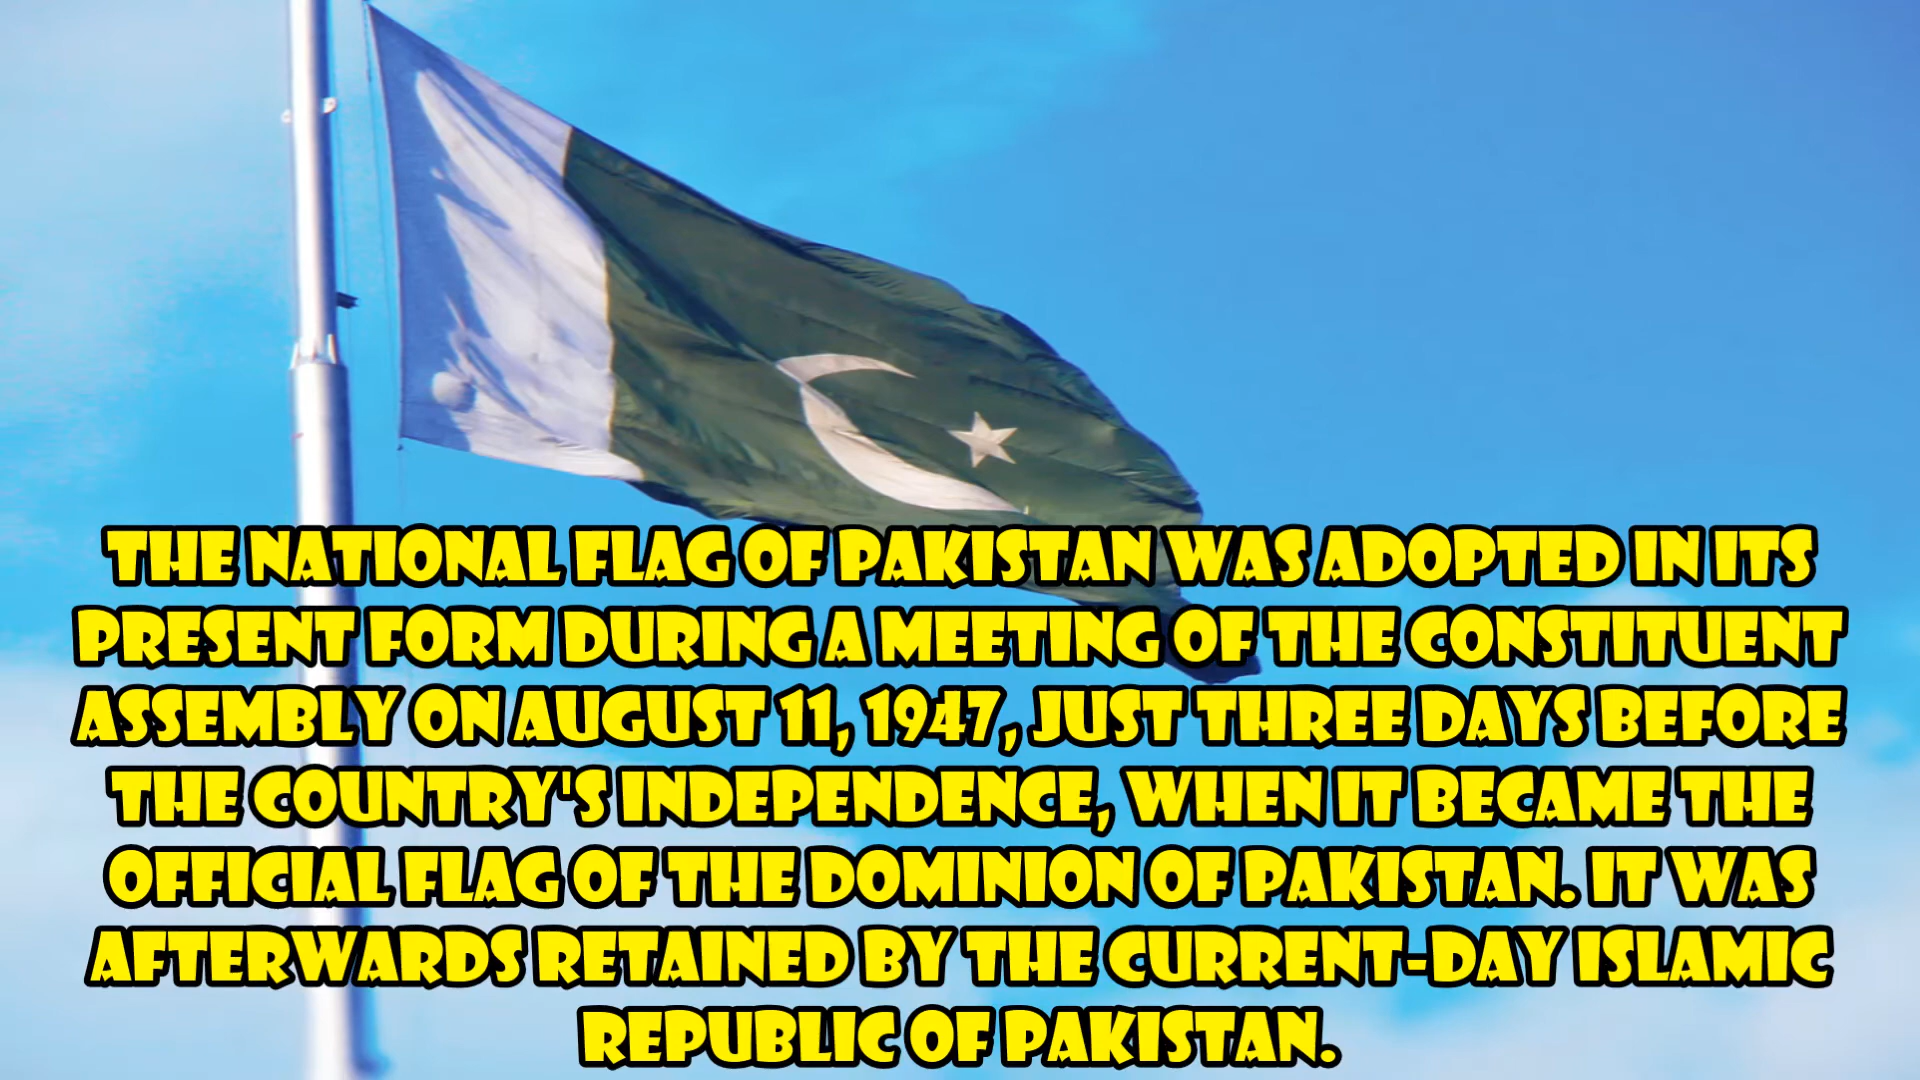 THE NATIONAL FLAG OF PAKISTAN WAS ADOPTED IN ITS
PRESENT FORM DURING A MEETING OF THE CONSTITUENT
ASSEMBLY ON AUGUST 11, 1947, JUST THREE DAYS BEFORE
THE COUNTRY'S INDEPENDENCE, WHEN IT BECAME THE
OFFICIAL FLAG OF THE DOMINION OF PAKISTAN. IT WAS
AFTERWARDS RETAINED BY THE CURRENT-DAY ISLAMIC
REPUBLIC OF PAKISTAN.